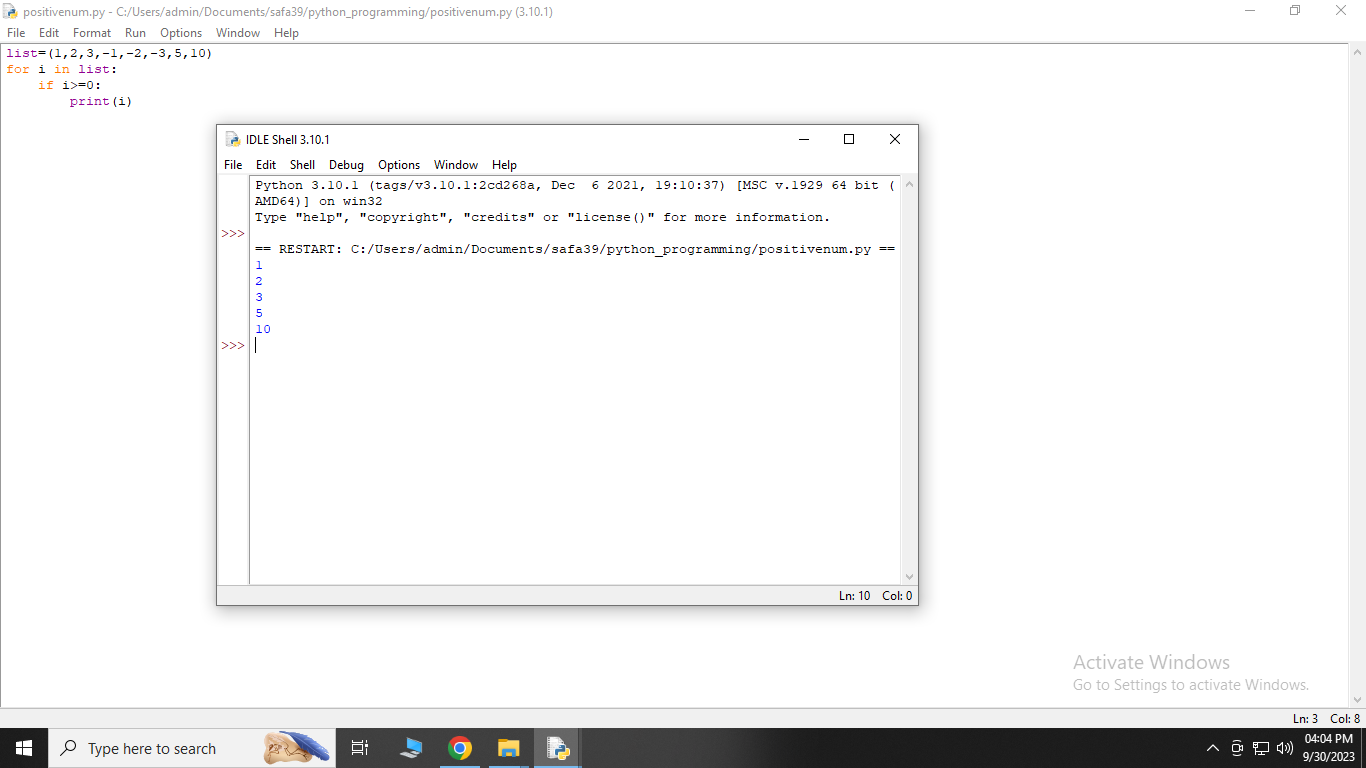 positivenum.py - C:/Users/admin/Documents/safa39/python_programming/positivenum.py (3.10.1)
File Edit Format Run Options Window Help
list=(1,2,3,-1,-2,-3,5,10)
for i in list:
    if i>=0:
        print(i)
IDLE Shell 3.10.1
File Edit Shell Debug Options Window Help
Python 3.10.1 (tags/v3.10.1:2cd268a, Dec  6 2021, 19:10:37) [MSC v.1929 64 bit (
AMD64)] on win32
Type "help", "copyright", "credits" or "license()" for more information.
>>>
== RESTART: C:/Users/admin/Documents/safa39/python_programming/positivenum.py ==
1
2
3
5
10
>>>
Ln: 10 Col: 0
Activate Windows
Go to Settings to activate Windows.
Ln: 3 Col: 8
Type here to search
04:04 PM
9/30/2023